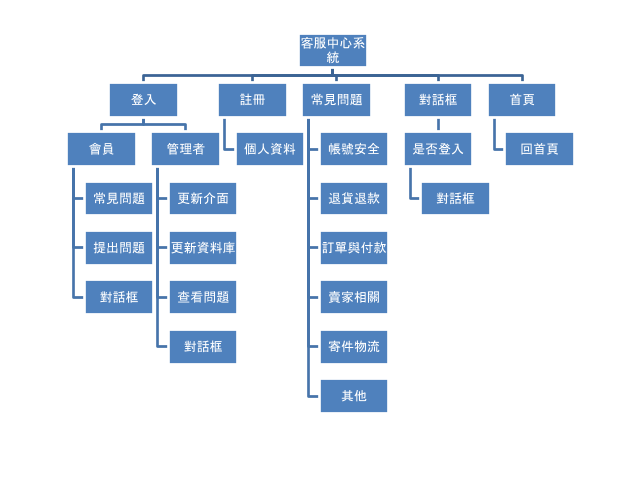 客服中心系
統
登入
註冊
常見問題
對話框
首頁
會員
管理者
個人資料
帳號安全
是否登入
回首頁
常見問題
更新介面
退貨退款
對話框
提出問題
更新資料庫
訂單與付款
對話框
查看問題
賣家相關
對話框
寄件物流
其他